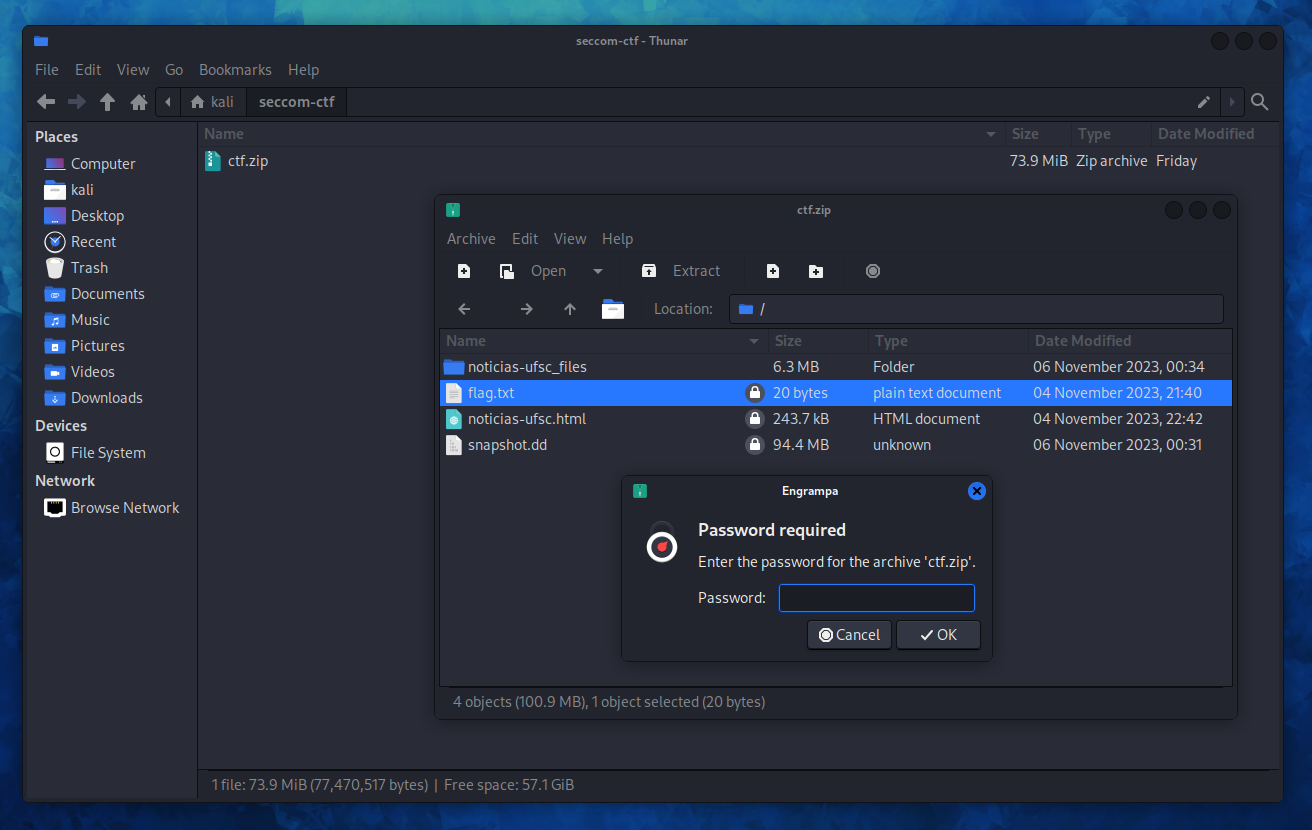 seccom-ctf - Thunar
File Edit View Go Bookmarks Help
kali seccom-ctf
Places
Computer
kali
Desktop
Recent
Trash
Documents
Music
Pictures
Videos
Downloads
Devices
File System
Network
Browse Network
Name Size Type Date Modified
ctf.zip 73.9 MiB Zip archive Friday
ctf.zip
Archive Edit View Help
Open Extract
Location: /
Name Size Type Date Modified
noticias-ufsc_files 6.3 MB Folder 06 November 2023, 00:34
flag.txt 20 bytes plain text document 04 November 2023, 21:40
noticias-ufsc.html 243.7 kB HTML document 04 November 2023, 22:42
snapshot.dd 94.4 MB unknown 06 November 2023, 00:31
Engrampa
Password required
Enter the password for the archive 'ctf.zip'.
Password:
Cancel OK
4 objects (100.9 MB), 1 object selected (20 bytes)
1 file: 73.9 MiB (77,470,517 bytes) | Free space: 57.1 GiB